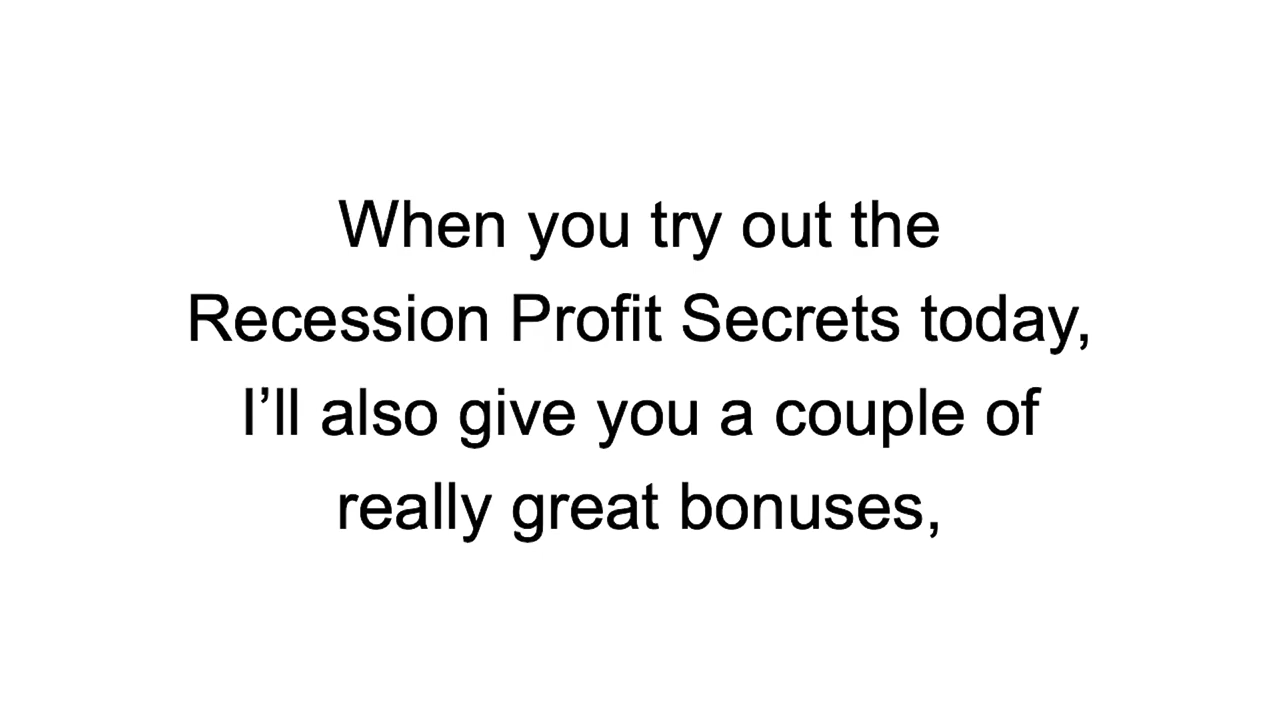 When you try out the
Recession Profit Secrets today,
I’ll also give you a couple of
really great bonuses,